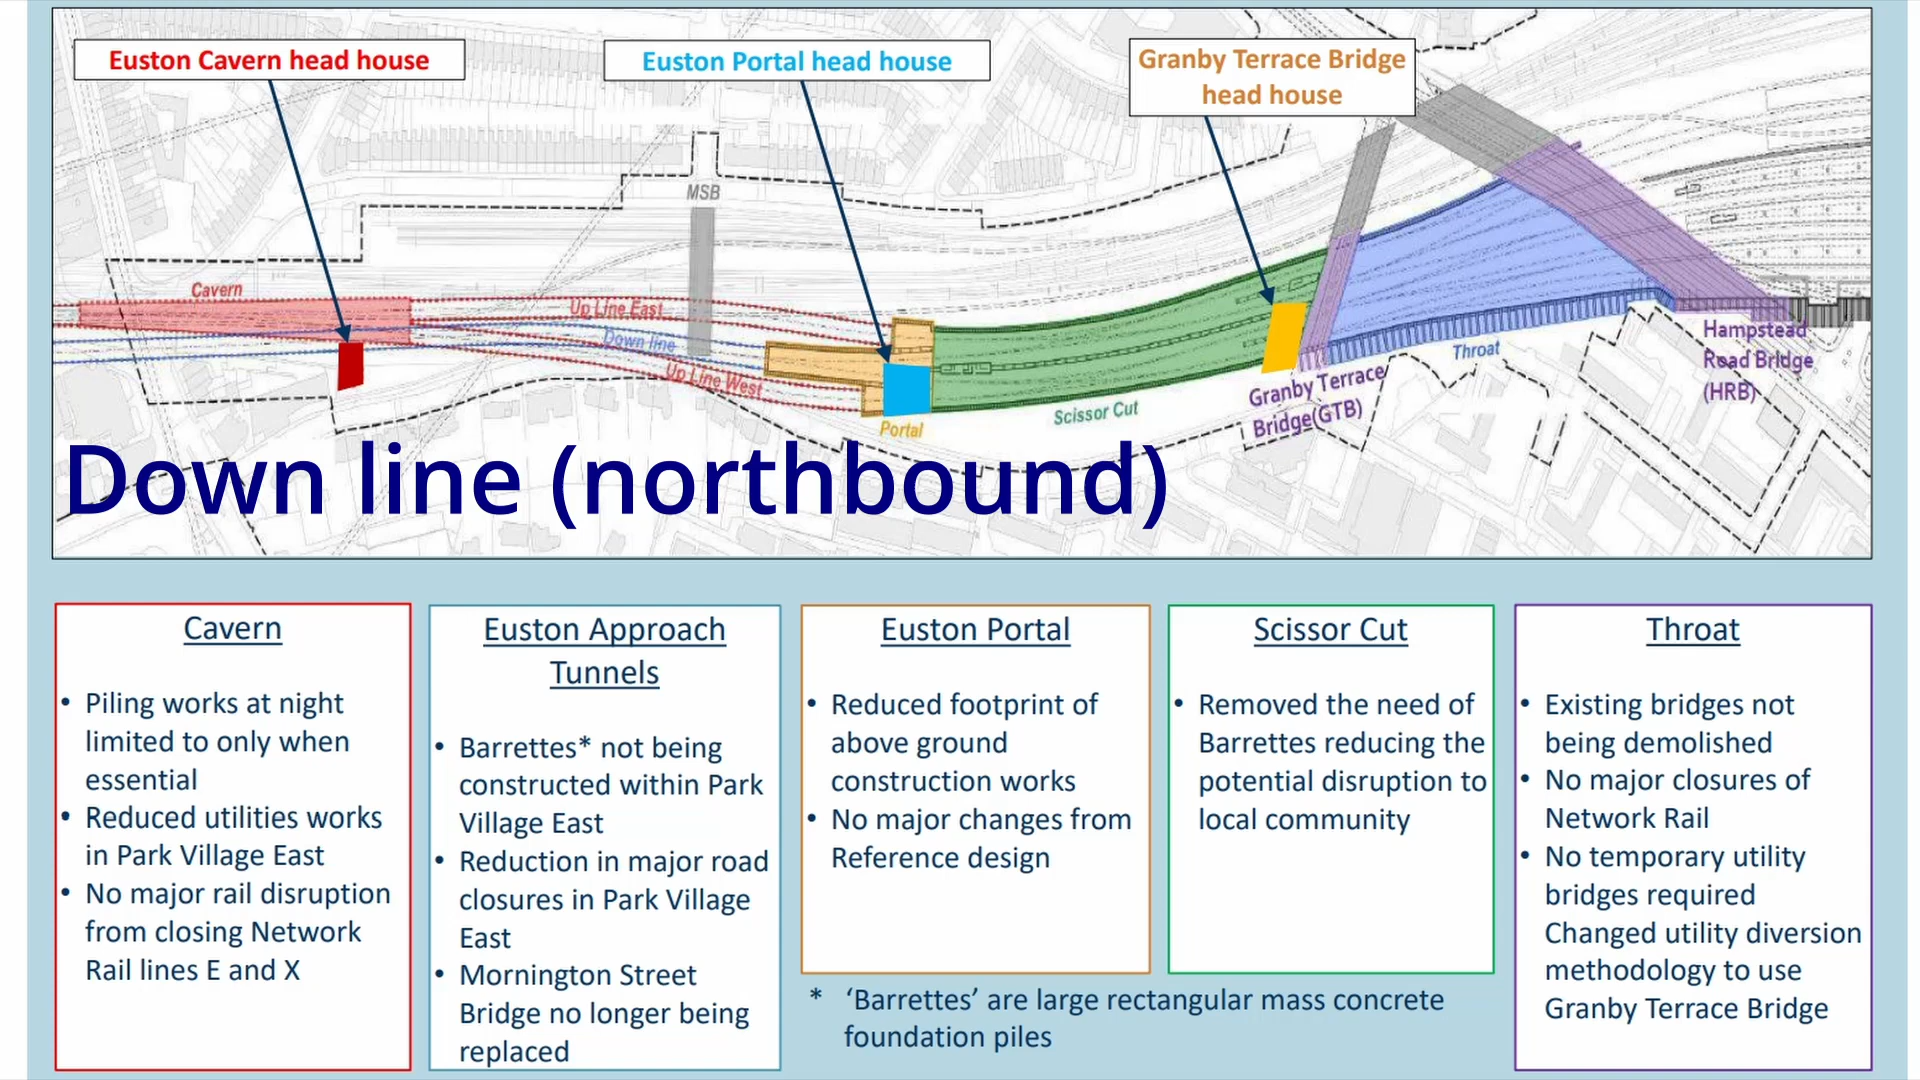 Euston Cavern head house
Euston Portal head house
Granby Terrace Bridge
head house
MSB
Cavern
Up Line East
Down line
Up Line West
Portal
Scissor Cut
Granby Terrace
Bridge(GTB)
Throat
Hampstead
Road Bridge
(HRB)
Down line (northbound)
Cavern
• Piling works at night
limited to only when
essential
• Reduced utilities works
in Park Village East
• No major rail disruption
from closing Network
Rail lines E and X
Euston Approach
Tunnels
• Barrettes* not being
constructed within Park
Village East
• Reduction in major road
closures in Park Village
East
• Mornington Street
Bridge no longer being
replaced
Euston Portal
• Reduced footprint of
above ground
construction works
• No major changes from
Reference design
Scissor Cut
• Removed the need of
Barrettes reducing the
potential disruption to
local community
* ‘Barrettes’ are large rectangular mass concrete
foundation piles
Throat
• Existing bridges not
being demolished
• No major closures of
Network Rail
• No temporary utility
bridges required
Changed utility diversion
methodology to use
Granby Terrace Bridge